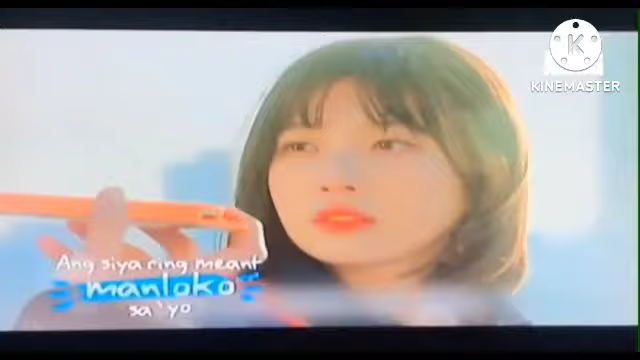 K
KINEMASTER
Ang siya ring meant
manloko
sa 'yo